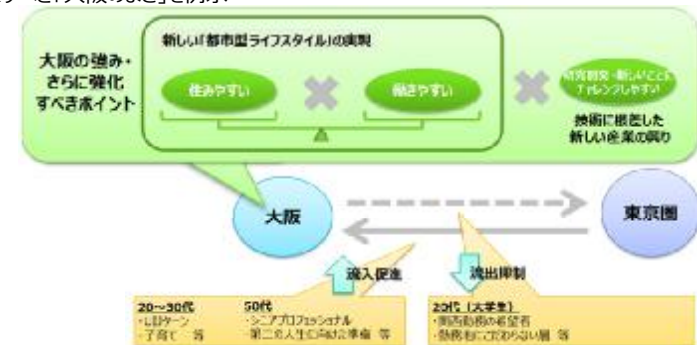 大阪の強み・
さらに強化
すべきポイント
新しい「都市型ライフスタイル」の実現
住みやすい
働きやすい
研究開発・新しいことに
チャレンジしやすい
技術に根差した
新しい産業の興り
大阪
東京圏
流入促進
流出抑制
20~30代
・UIJターン
・子育て 等
50代
・シニアプロフェッショナル
・第二の人生に向けた準備 等
20代(大学生)
・関西勤務の希望者
・勤務地にこだわらない層 等